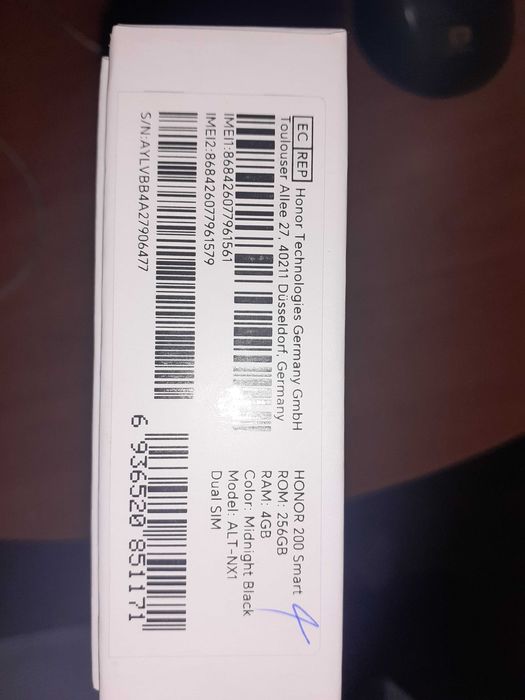 EC REP Honor Technologies Germany GmbH
Toulouser Allee 27, 40211 Düsseldorf, Germany
IMEI1:868426077961561
IMEI2:868426077961579
S/N:AYLVBB4A27906477
HONOR 200 Smart
ROM: 256GB
RAM: 4GB
Color: Midnight Black
Model: ALT-NX1
Dual SIM
4
6 936520 851171